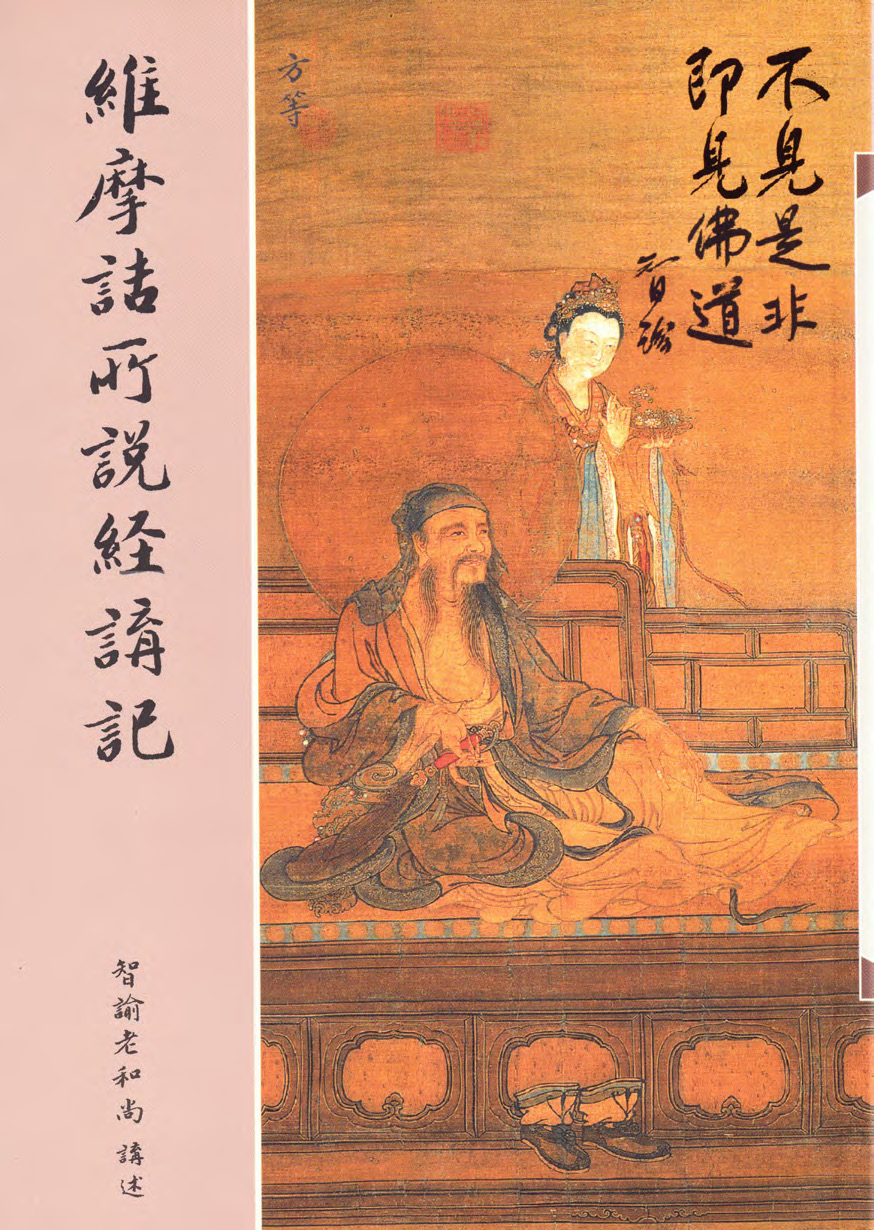 不見是非
即見佛道
智諭
方等
維摩詰所說経講記
智諭老和尚講述